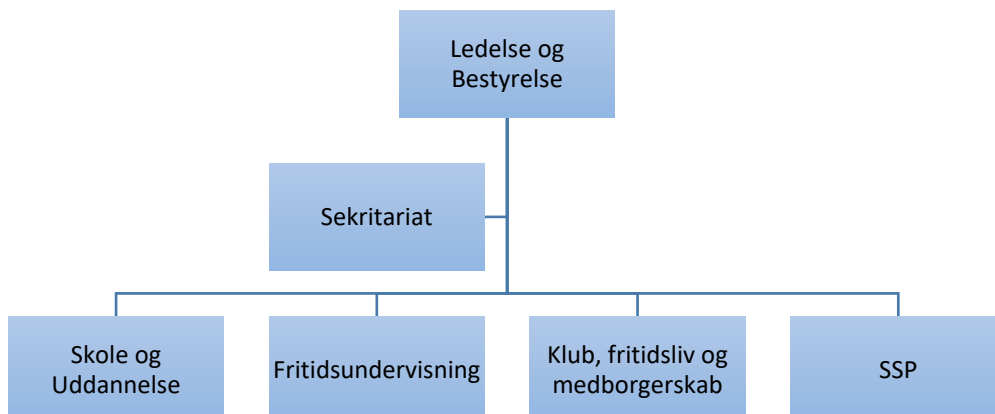 Ledelse og
Bestyrelse
Sekritariat
Skole og
Uddannelse
Fritidsundervisning
Klub, fritidsliv og
medborgerskab
SSP